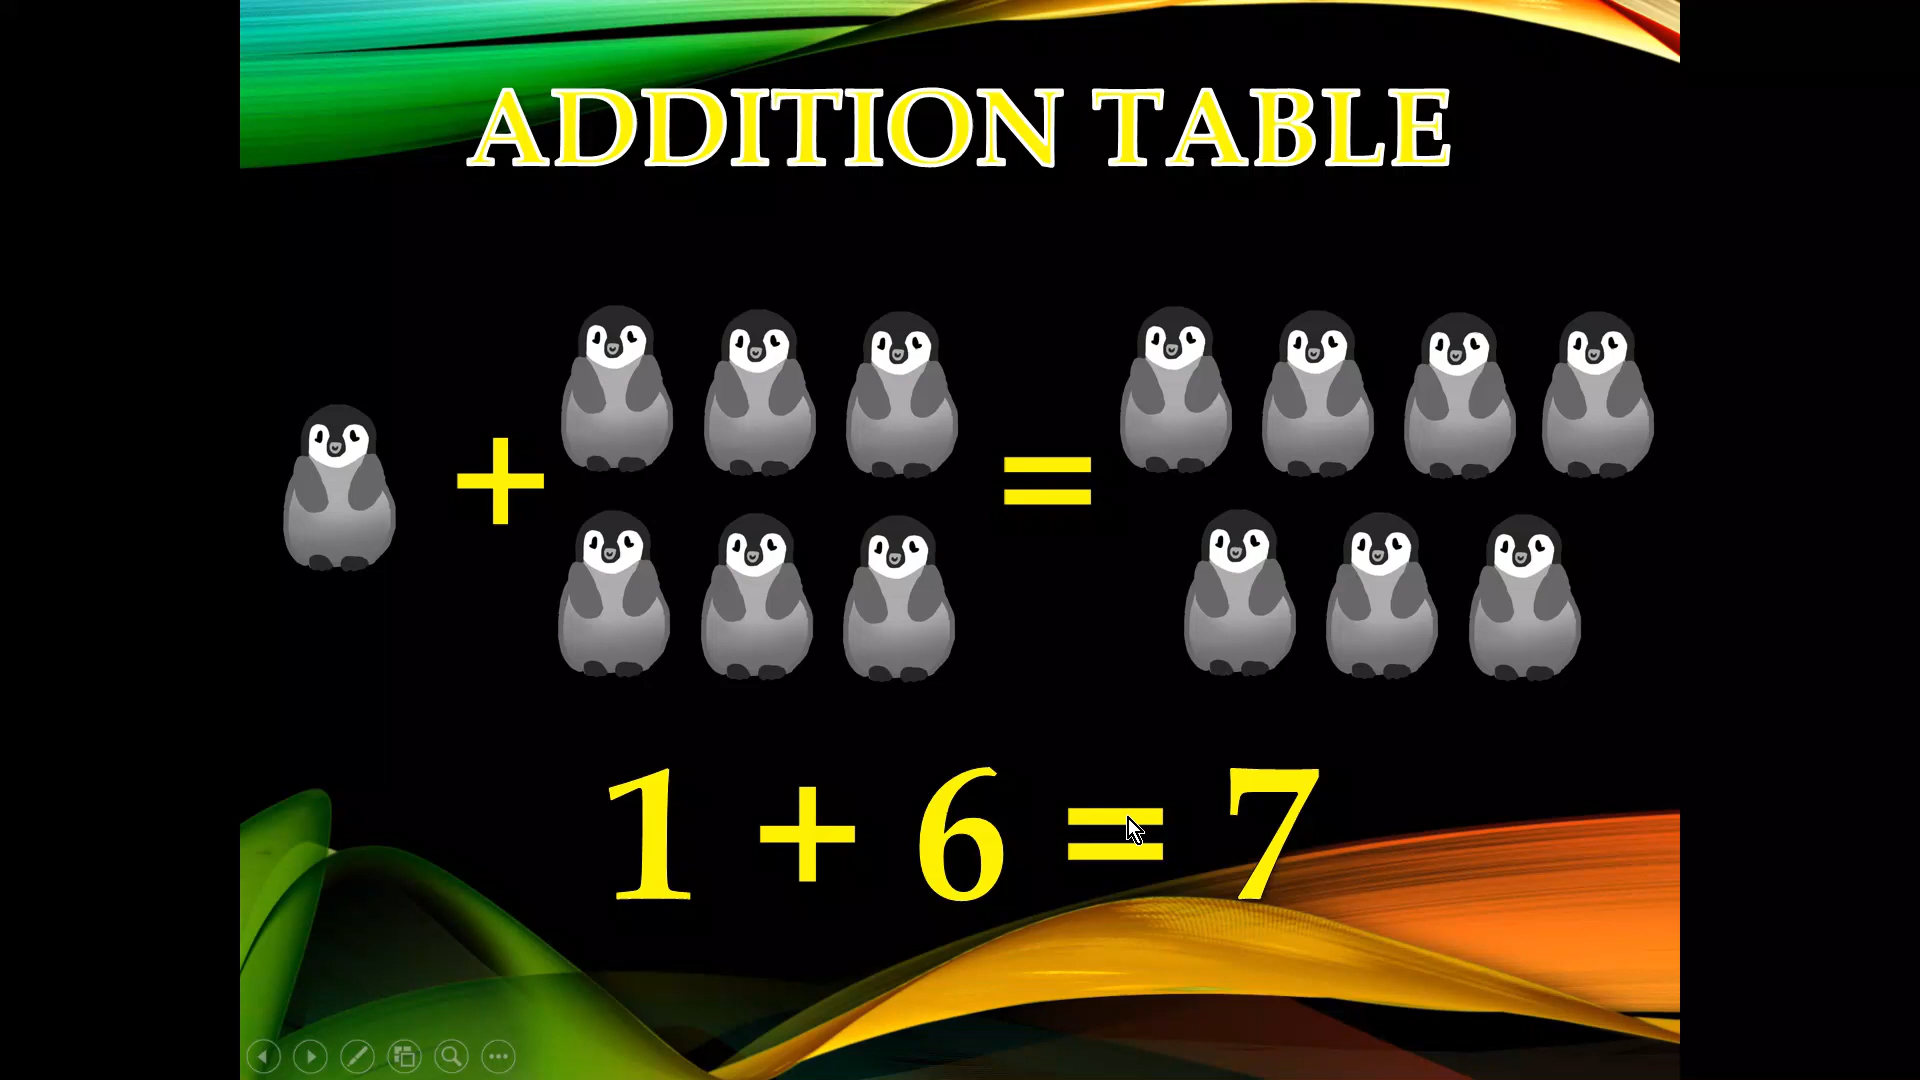 ADDITION TABLE
+ =
1 + 6 = 7